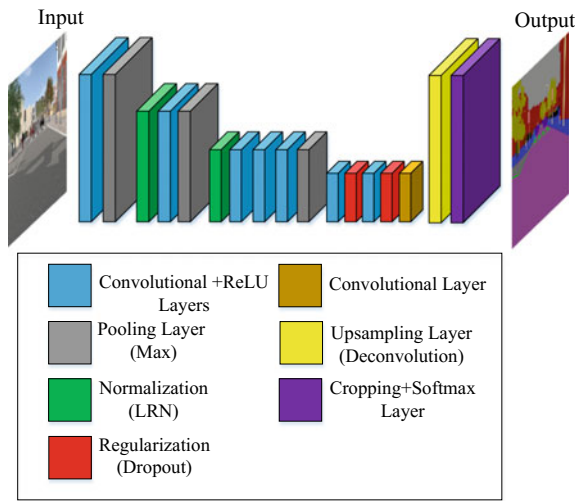 Input
Output
Convolutional +ReLU
Layers
Pooling Layer
(Max)
Normalization
(LRN)
Regularization
(Dropout)
Convolutional Layer
Upsampling Layer
(Deconvolution)
Cropping+Softmax
Layer